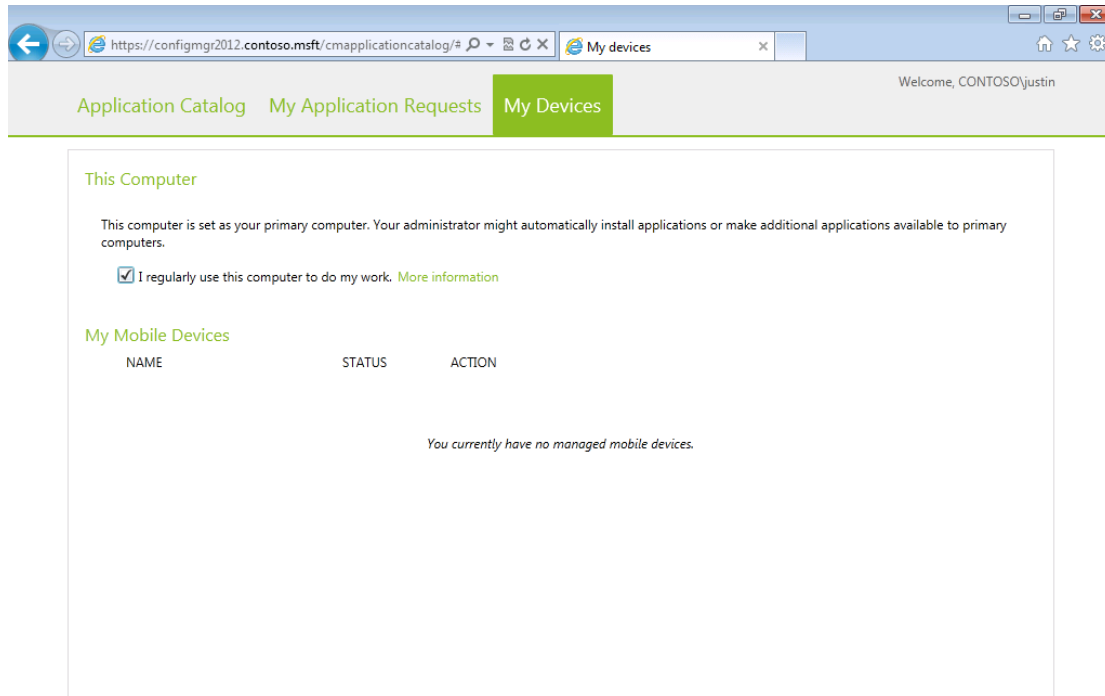 https://configmgr2012.contoso.msft/cmapplicationcatalog/# My devices
Welcome, CONTOSO\justin
Application Catalog My Application Requests My Devices
This Computer
This computer is set as your primary computer. Your administrator might automatically install applications or make additional applications available to primary
computers.
I regularly use this computer to do my work. More information
My Mobile Devices
NAME STATUS ACTION
You currently have no managed mobile devices.